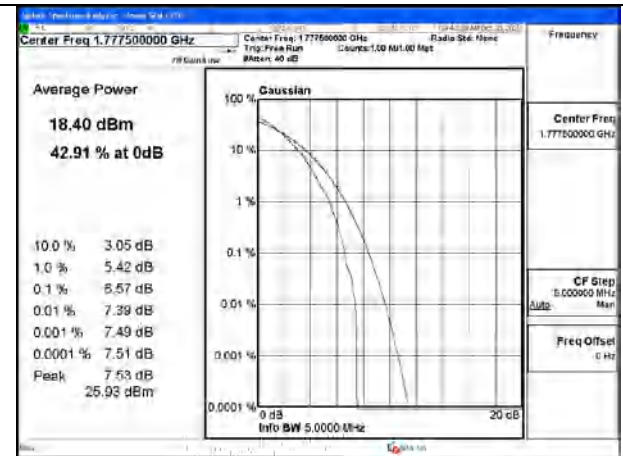 Center Freq 1.777500000 GHz
Center Freq: 1.777500000 GHz
Radio Std: None
Trig: Free Run
Counts:1.00 M/1.00 Mpt
#Atten: 40 dB
Frequency
Average Power
18.40 dBm
42.91 % at 0dB
10.0 % 3.05 dB
1.0 % 5.42 dB
0.1 % 6.57 dB
0.01 % 7.39 dB
0.001 % 7.49 dB
0.0001 % 7.51 dB
Peak 7.53 dB
25.93 dBm
Gaussian
100 %
10 %
1 %
0.1 %
0.01 %
0.001 %
0.0001 %
0 dB
20 dB
Info BW 5.0000 MHz
Center Freq
1.777500000 GHz
CF Step
5.000000 MHz
Auto Man
Freq Offset
0 Hz